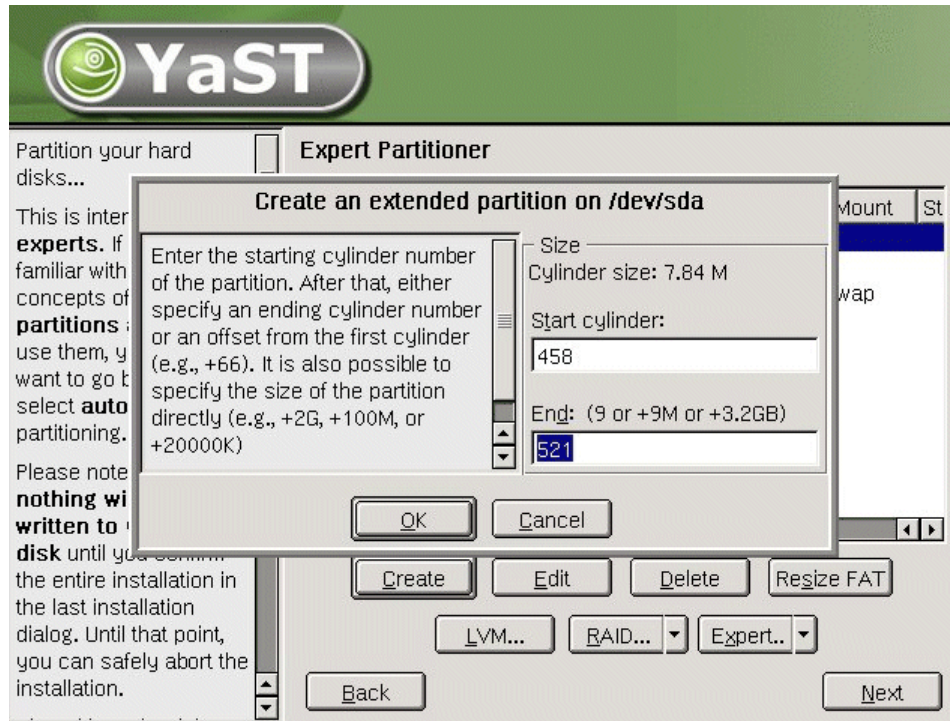 YaST
Partition your hard
disks...
This is inter
experts. If
familiar with
concepts of
partitions
use them, y
want to go b
select auto
partitioning.
Please note
nothing wi
written to
disk until you confirm
the entire installation in
the last installation
dialog. Until that point,
you can safely abort the
installation.
Expert Partitioner
Mount St
wap
Create an extended partition on /dev/sda
Enter the starting cylinder number
of the partition. After that, either
specify an ending cylinder number
or an offset from the first cylinder
(e.g., +66). It is also possible to
specify the size of the partition
directly (e.g., +2G, +100M, or
+20000K)
Size
Cylinder size: 7.84 M
Start cylinder:
458
End: (9 or +9M or +3.2GB)
521
OK Cancel
Create Edit Delete Resize FAT
LVM... RAID... Expert..
Back Next